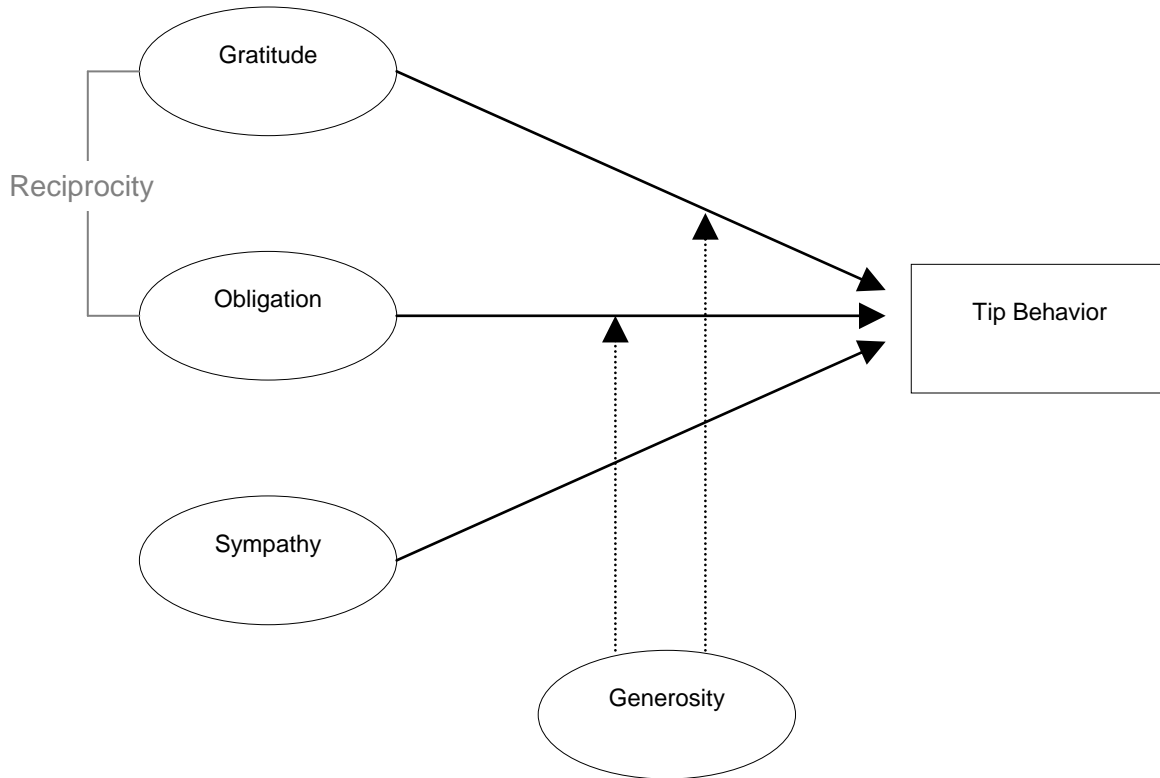 Gratitude
Reciprocity
Obligation
Tip Behavior
Sympathy
Generosity